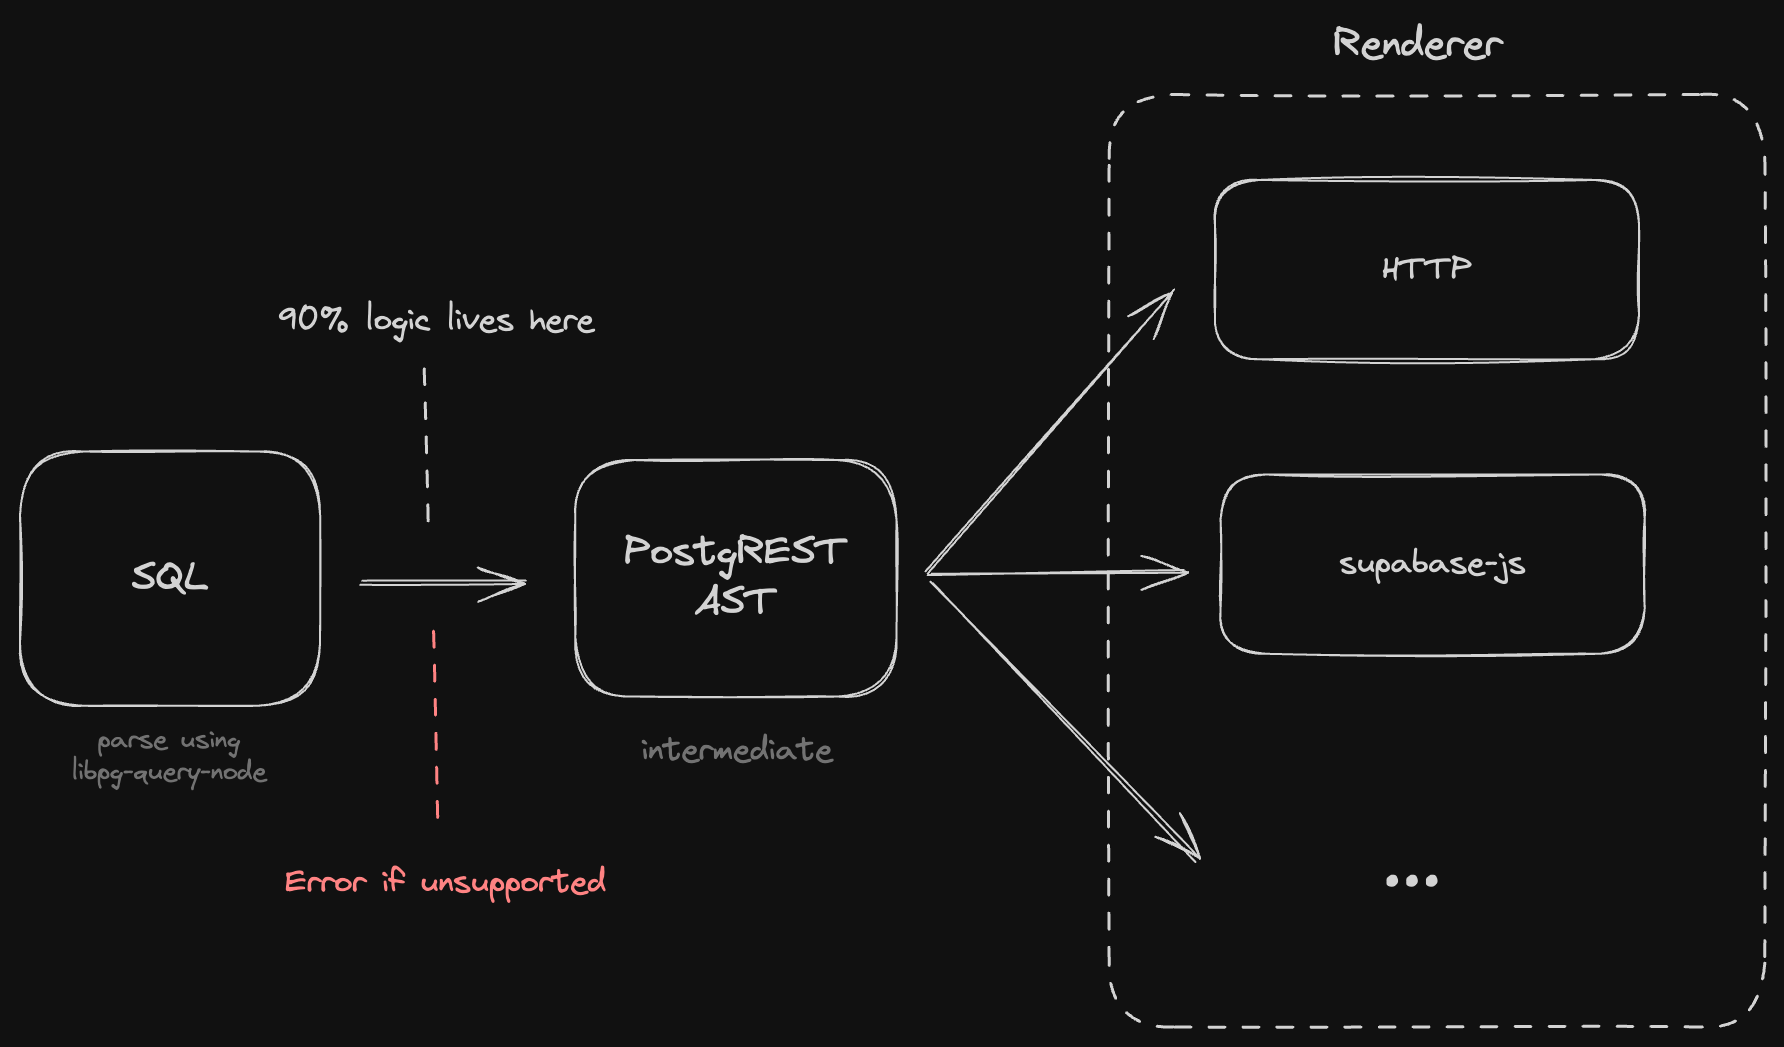 Renderer
HTTP
90% logic lives here
SQL
PostgREST
AST
supabase-js
parse using
libpg-query-node
intermediate
Error if unsupported
...